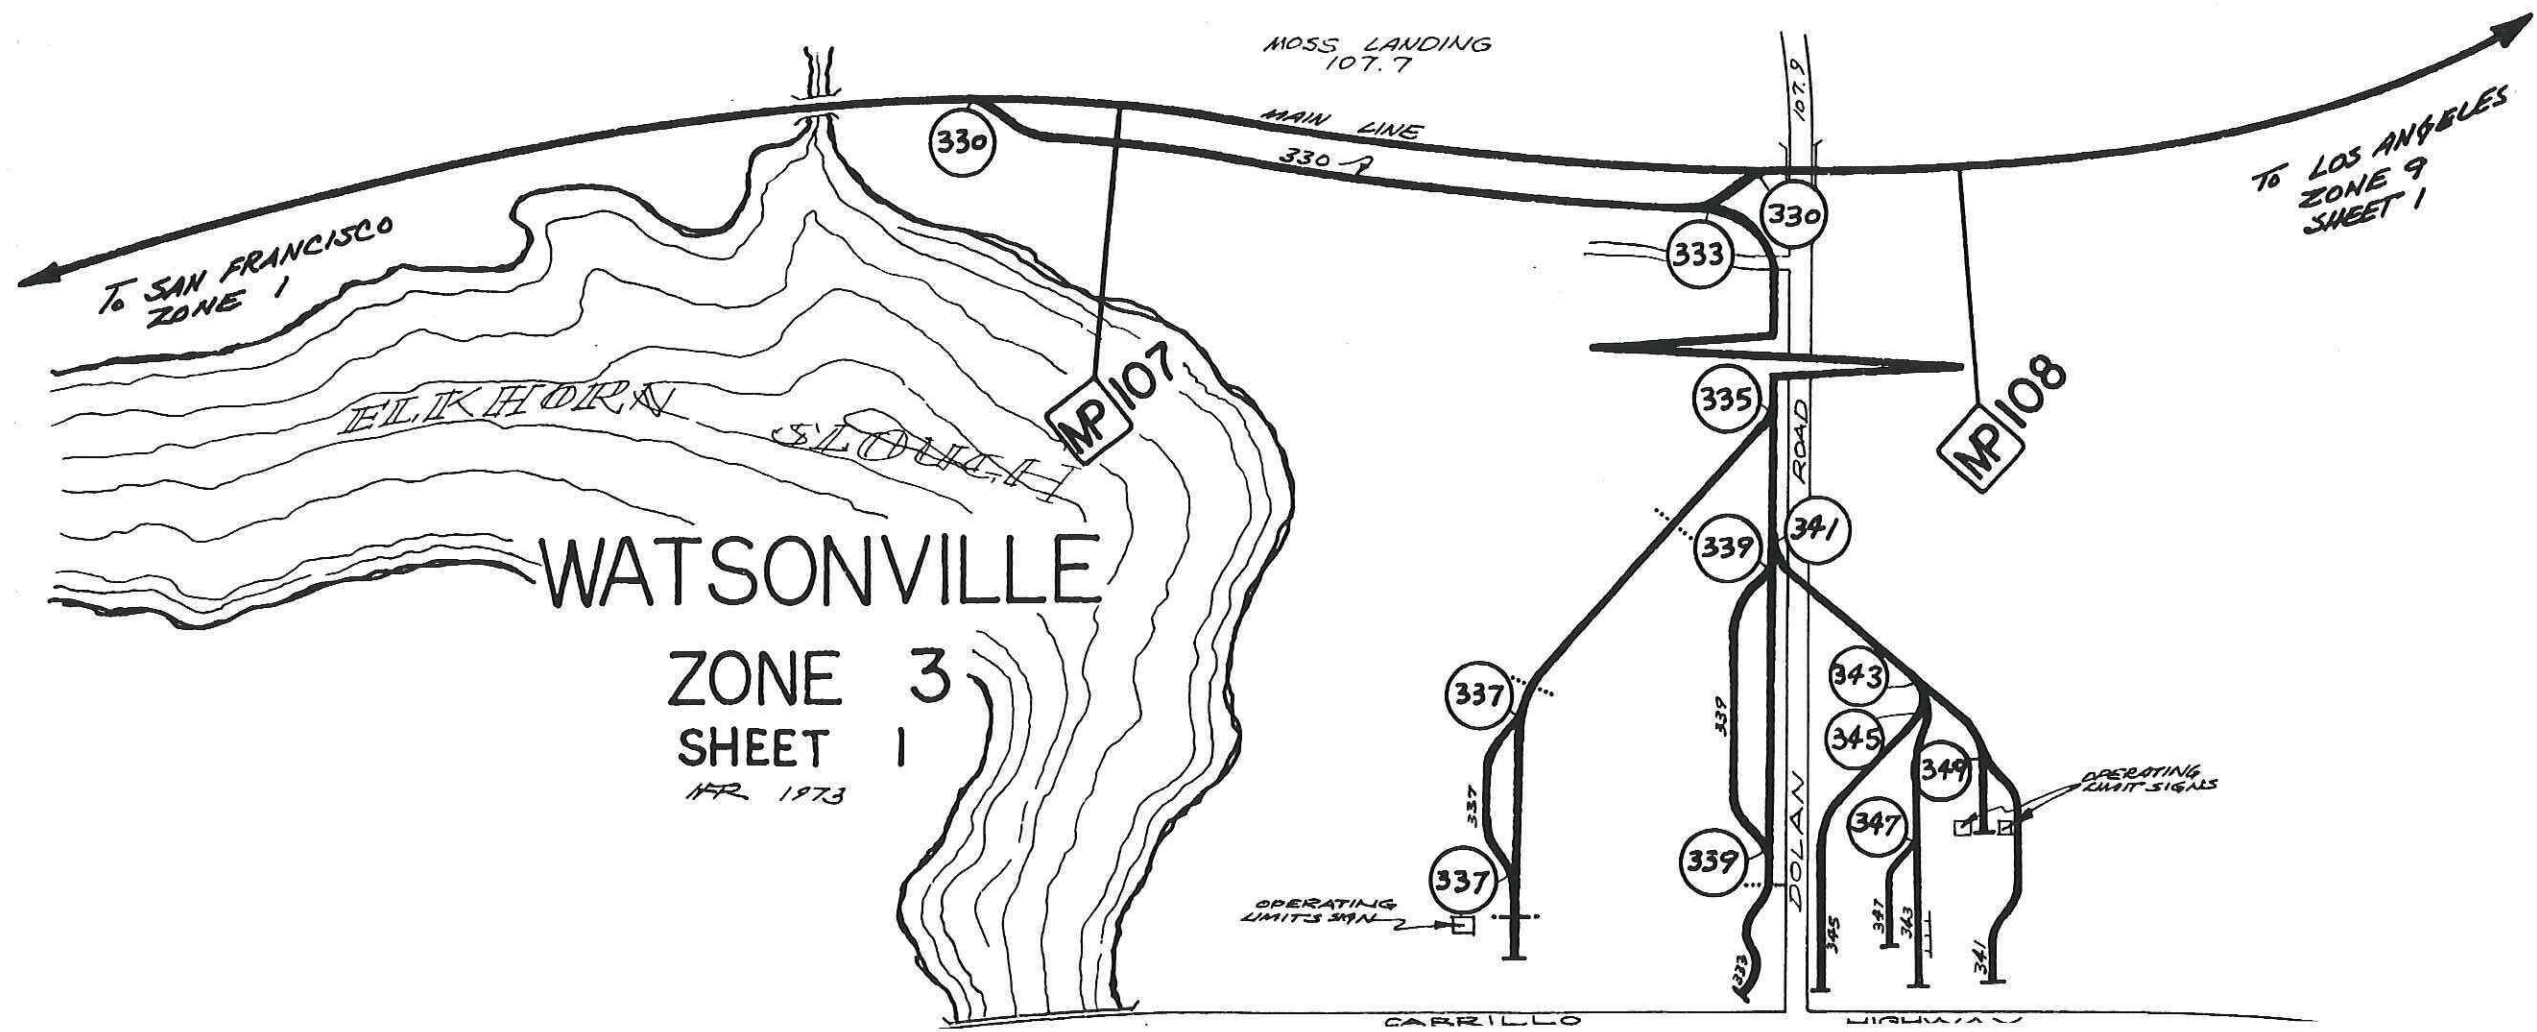 MOSS LANDING
107.7
107.9
MAIN LINE
330
330
330
333
TO SAN FRANCISCO
ZONE 1
TO LOS ANGELES
ZONE 9
SHEET 1
MP 107
MP 108
ELKHORN SLOUGH
335
DOLAN ROAD
339
341
WATSONVILLE
ZONE 3
SHEET 1
1973
337
337
337
339
339
343
345
349
347
OPERATING
LIMIT SIGNS
OPERATING
LIMITS SIGN
333
345
347
343
341
CABRILLO HIGHWAY